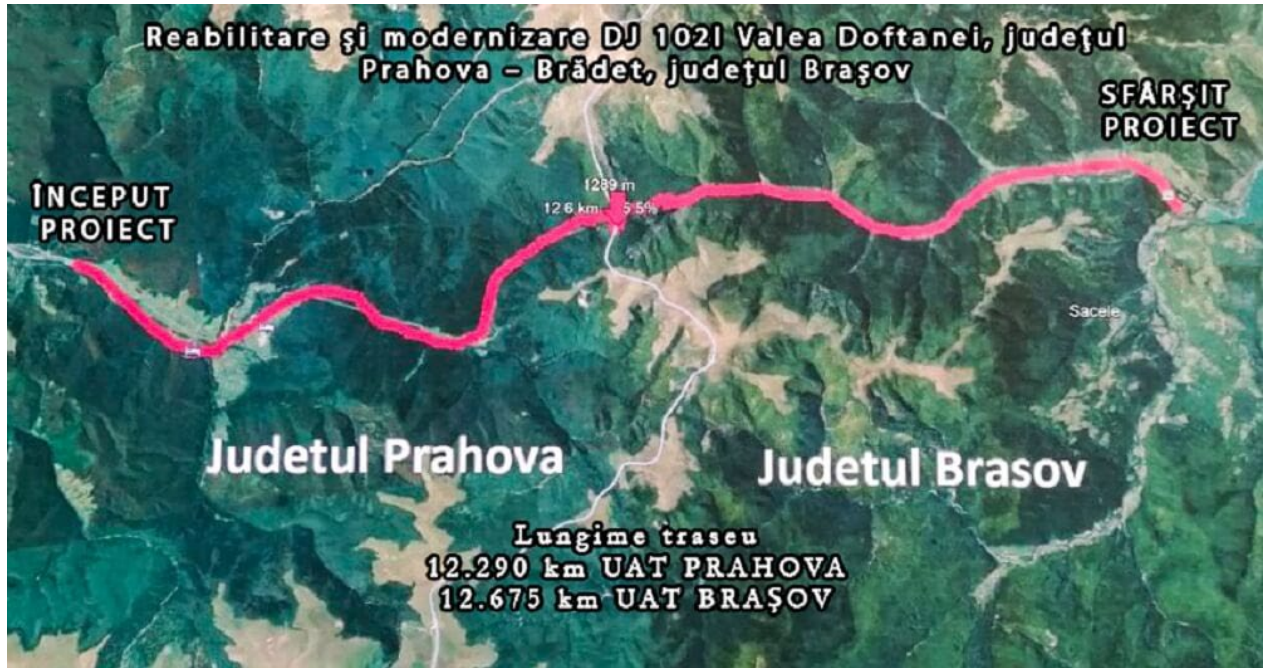 Reabilitare şi modernizare DJ 102I Valea Doftanei, judeţul
Prahova – Brădet, judeţul Braşov
SFÂRŞIT
PROIECT
ÎNCEPUT
PROIECT
1289 m
12.6 km 5.5%
Sacele
Judetul Prahova
Judetul Brasov
Lungime traseu
12.290 km UAT PRAHOVA
12.675 km UAT BRAŞOV